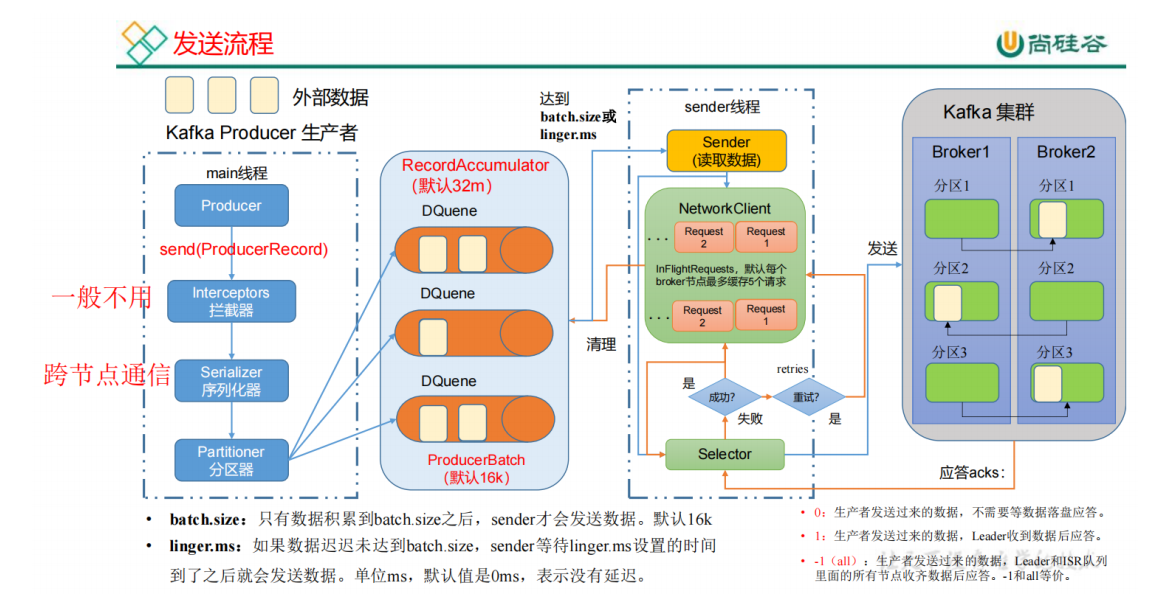 发送流程
尚硅谷
外部数据
Kafka Producer 生产者
main线程
Producer
send(ProducerRecord)
Interceptors
拦截器
一般不用
Serializer
序列化器
跨节点通信
Partitioner
分区器
RecordAccumulator
(默认32m)
DQuene
DQuene
DQuene
ProducerBatch
(默认16k)
达到
batch.size或
linger.ms
清理
sender线程
Sender
(读取数据)
NetworkClient
...
Request
2
Request
1
InFlightRequests，默认每个
broker节点最多缓存5个请求
...
Request
2
Request
1
是
成功？
失败
retries
重试？
是
Selector
发送
Kafka 集群
Broker1
Broker2
分区1
分区1
分区2
分区2
分区3
分区3
应答acks：
• batch.size：只有数据积累到batch.size之后，sender才会发送数据。默认16k
• linger.ms：如果数据迟迟未达到batch.size，sender等待linger.ms设置的时间
到了之后就会发送数据。单位ms，默认值是0ms，表示没有延迟。
• 0：生产者发送过来的数据，不需要等数据落盘应答。
• 1：生产者发送过来的数据，Leader收到数据后应答。
• -1（all）：生产者发送过来的数据，Leader和ISR队列
里面的所有节点收齐数据后应答。-1和all等价。